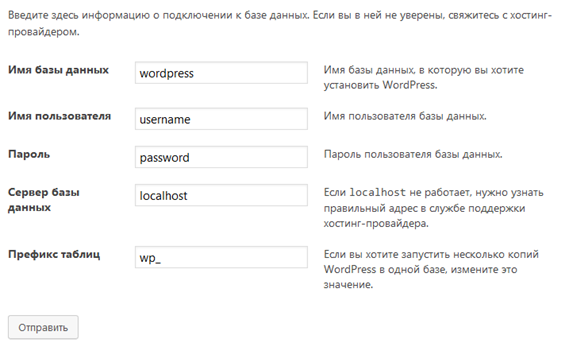 Введите здесь информацию о подключении к базе данных. Если вы в ней не уверены, свяжитесь с хостинг-
провайдером.
Имя базы данных
wordpress
Имя базы данных, в которую вы хотите
установить WordPress.
Имя пользователя
username
Имя пользователя базы данных.
Пароль
password
Пароль пользователя базы данных.
Сервер базы
данных
localhost
Если localhost не работает, нужно узнать
правильный адрес в службе поддержки
хостинг-провайдера.
Префикс таблиц
wp_
Если вы хотите запустить несколько копий
WordPress в одной базе, измените это
значение.
Отправить